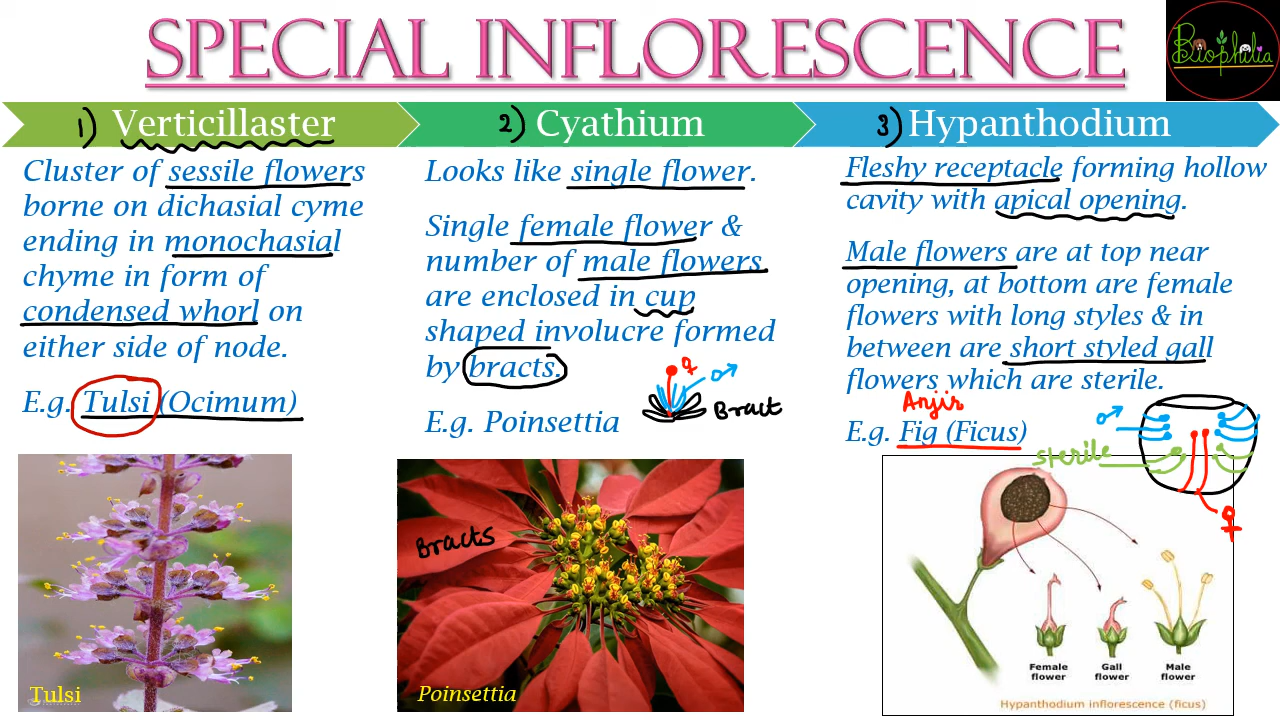 SPECIAL INFLORESCENCE
Biophilia
1) Verticillaster
Cluster of sessile flowers
borne on dichasial cyme
ending in monochasial
chyme in form of
condensed whorl on
either side of node.
E.g. Tulsi (Ocimum)
Tulsi
2) Cyathium
Looks like single flower.
Single female flower &
number of male flowers
are enclosed in cup
shaped involucre formed
by bracts.
♀
♂
Bract
E.g. Poinsettia
Bracts
Poinsettia
3) Hypanthodium
Fleshy receptacle forming hollow
cavity with apical opening.
Male flowers are at top near
opening, at bottom are female
flowers with long styles & in
between are short styled gall
flowers which are sterile.
Anjir
E.g. Fig (Ficus)
♂
sterile
♀
Female
flower
Gall
flower
Male
flower
Hypanthodium inflorescence (ficus)